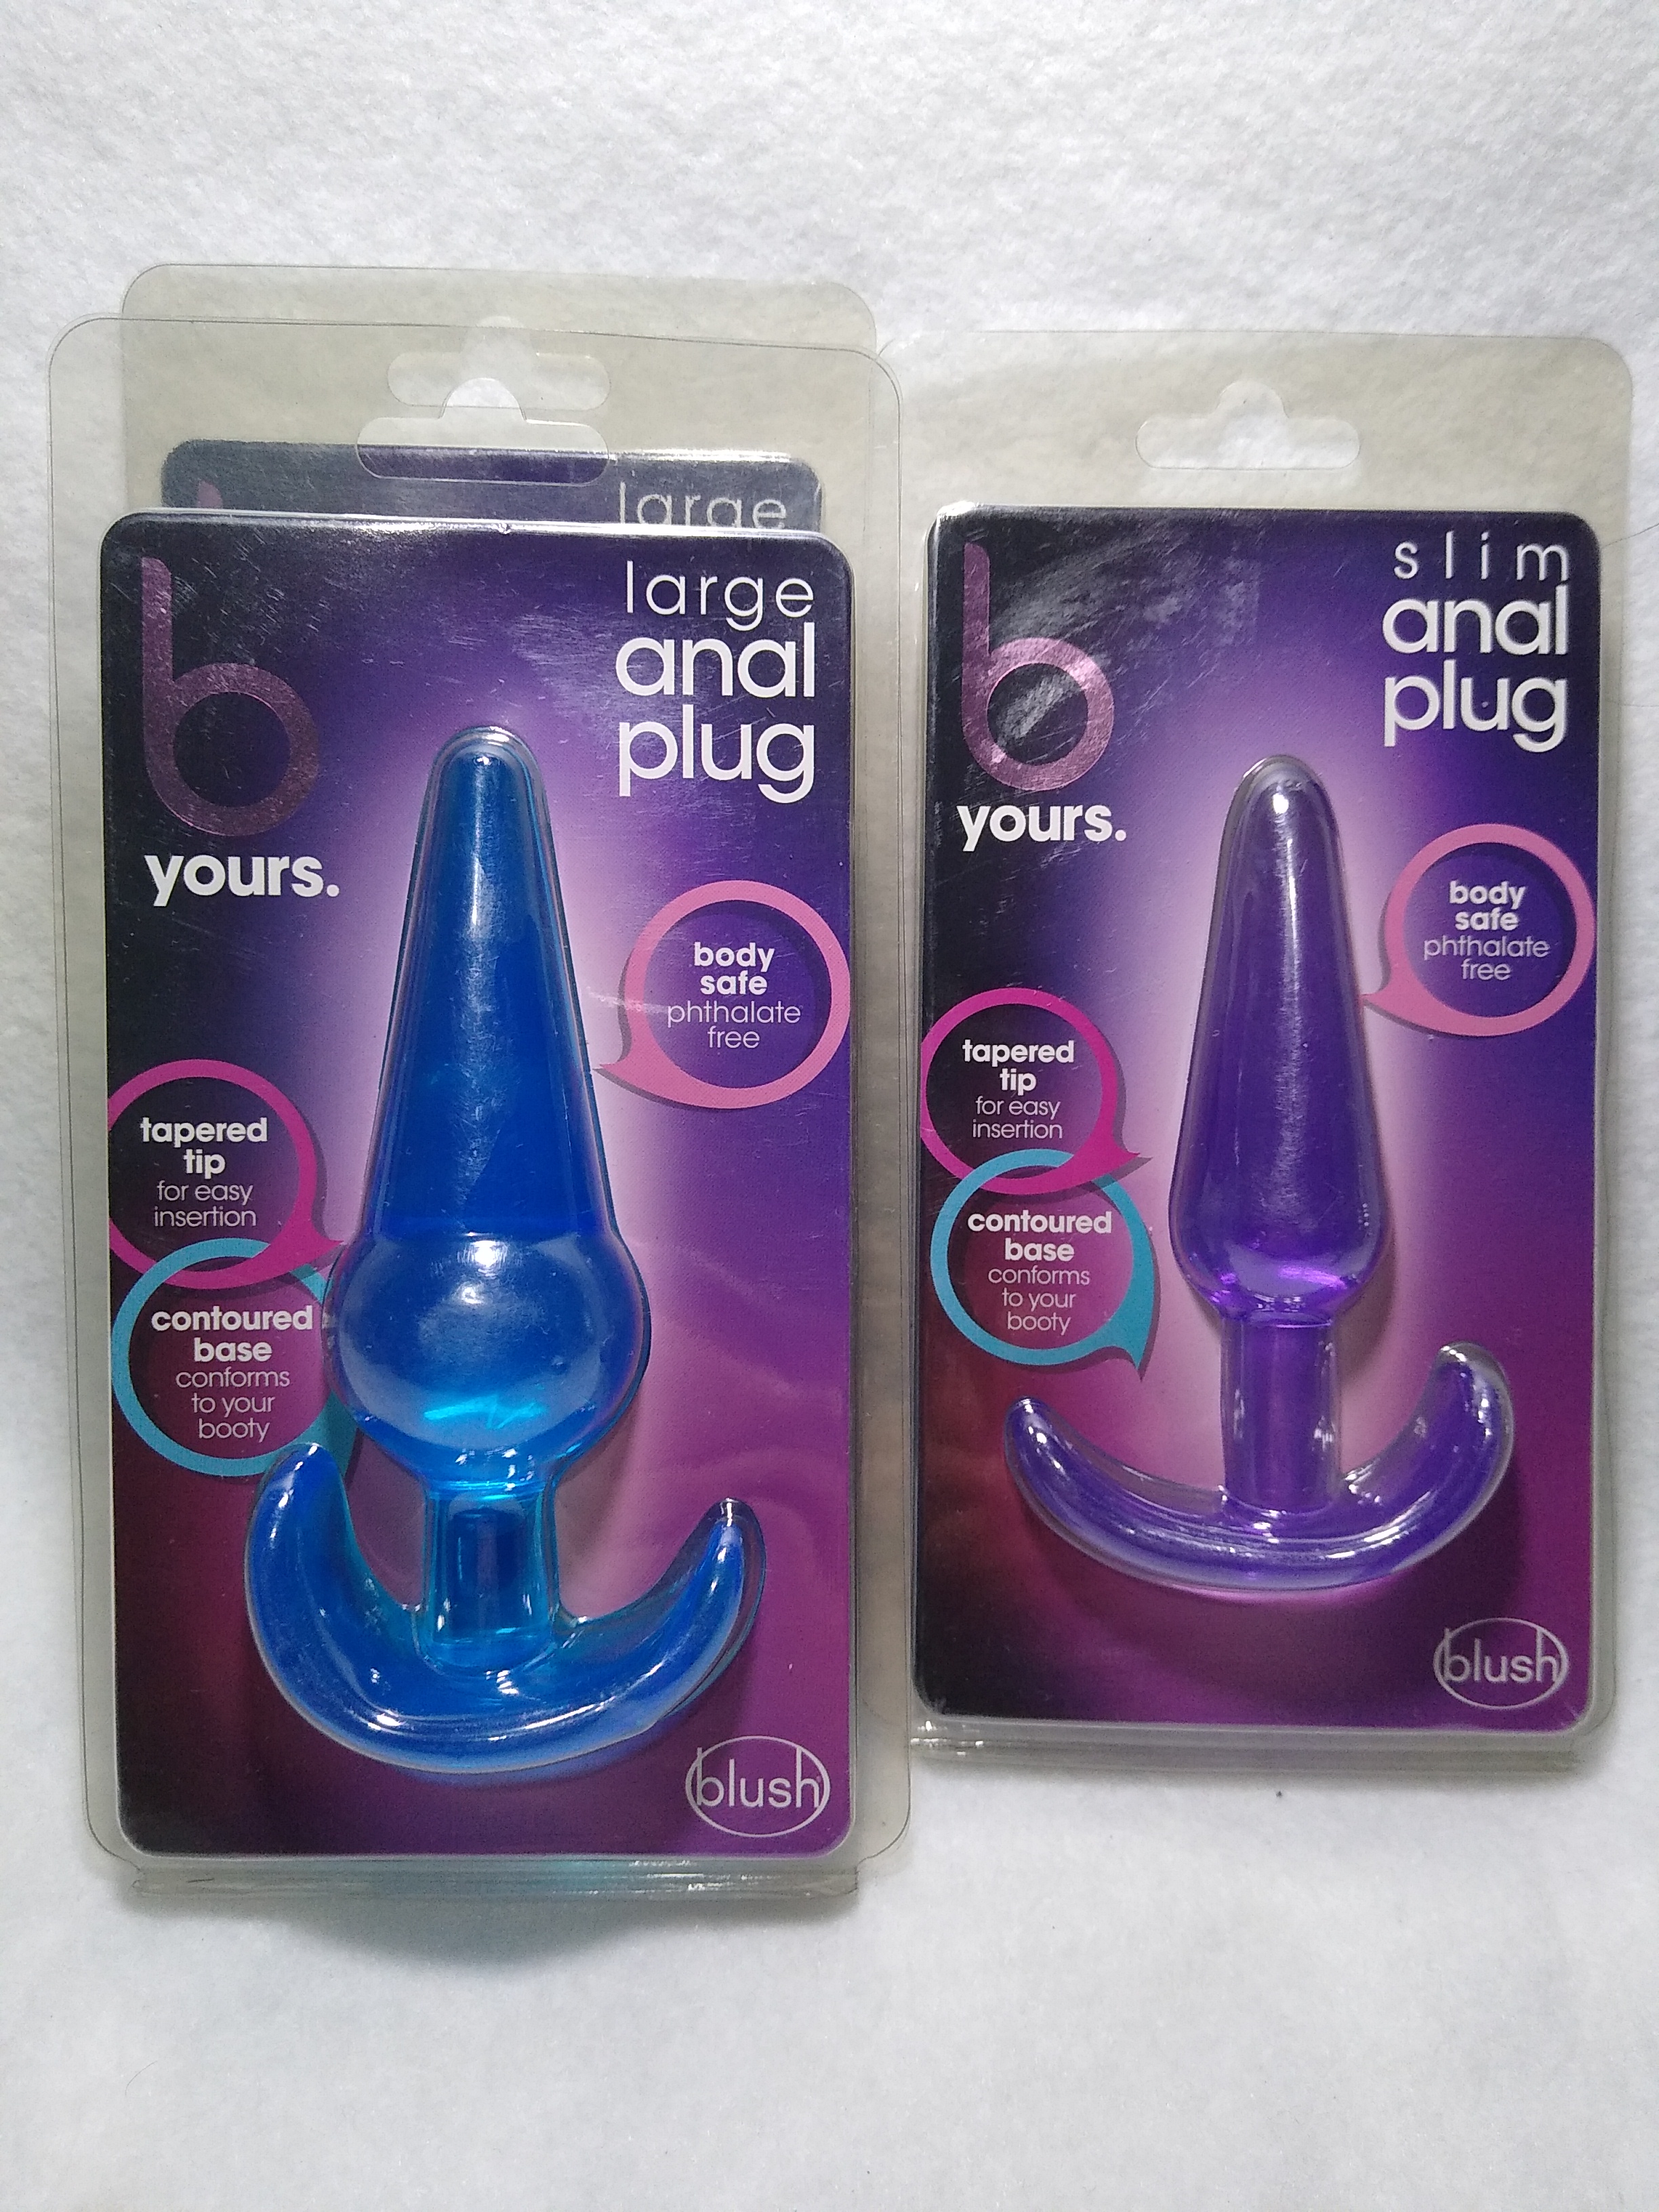 large
b
large
anal
plug
yours.
body
safe
phthalate
free
tapered
tip
for easy
insertion
contoured
base
conforms
to your
booty
blush
b
slim
anal
plug
yours.
body
safe
phthalate
free
tapered
tip
for easy
insertion
contoured
base
conforms
to your
booty
blush